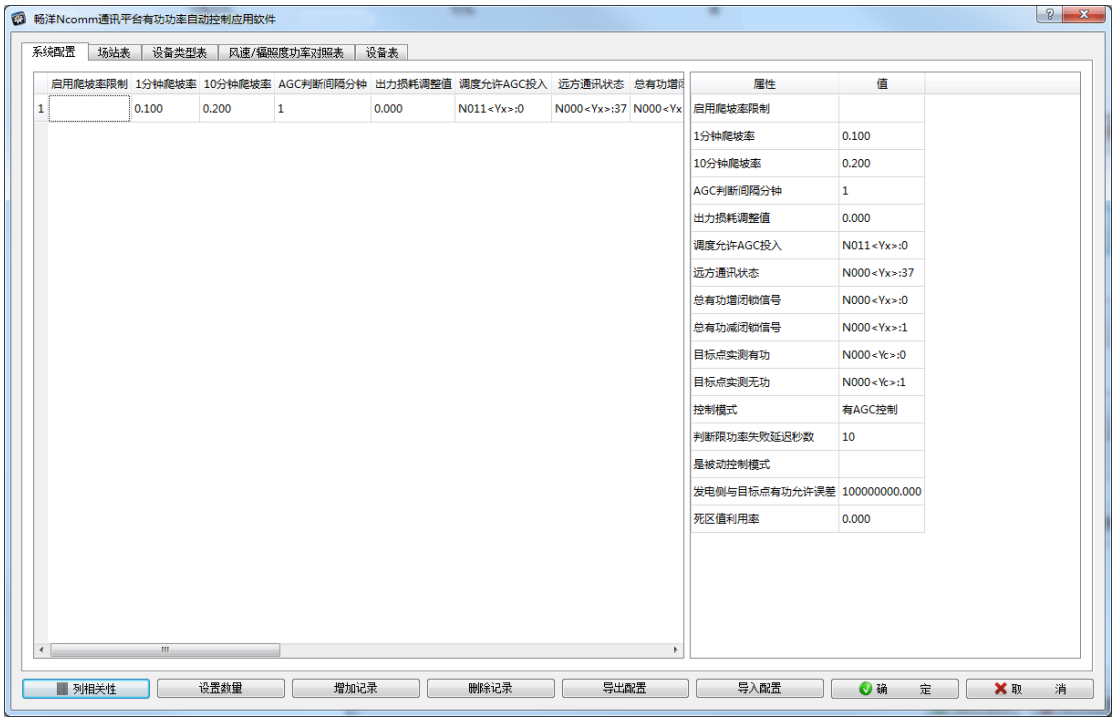 畅洋Ncomm通讯平台有功功率自动控制应用软件
系统配置 场站表 设备类型表 风速/辐照度功率对照表 设备表
启用爬坡率限制 1分钟爬坡率 10分钟爬坡率 AGC判断间隔分钟 出力损耗调整值 调度允许AGC投入 远方通讯状态 总有功增闭
1 0.100 0.200 1 0.000 N011<Yx>:0 N000<Yx>:37 N000<Yx
属性 值
启用爬坡率限制
1分钟爬坡率 0.100
10分钟爬坡率 0.200
AGC判断间隔分钟 1
出力损耗调整值 0.000
调度允许AGC投入 N011<Yx>:0
远方通讯状态 N000<Yx>:37
总有功增闭锁信号 N000<Yx>:0
总有功减闭锁信号 N000<Yx>:1
目标点实测有功 N000<Yc>:0
目标点实测无功 N000<Yc>:1
控制模式 有AGC控制
判断限功率失败延迟秒数 10
是被动控制模式
发电侧与目标点有功允许误差 100000000.000
死区值利用率 0.000
列相关性 设置数量 增加记录 删除记录 导出配置 导入配置 确 定 取 消